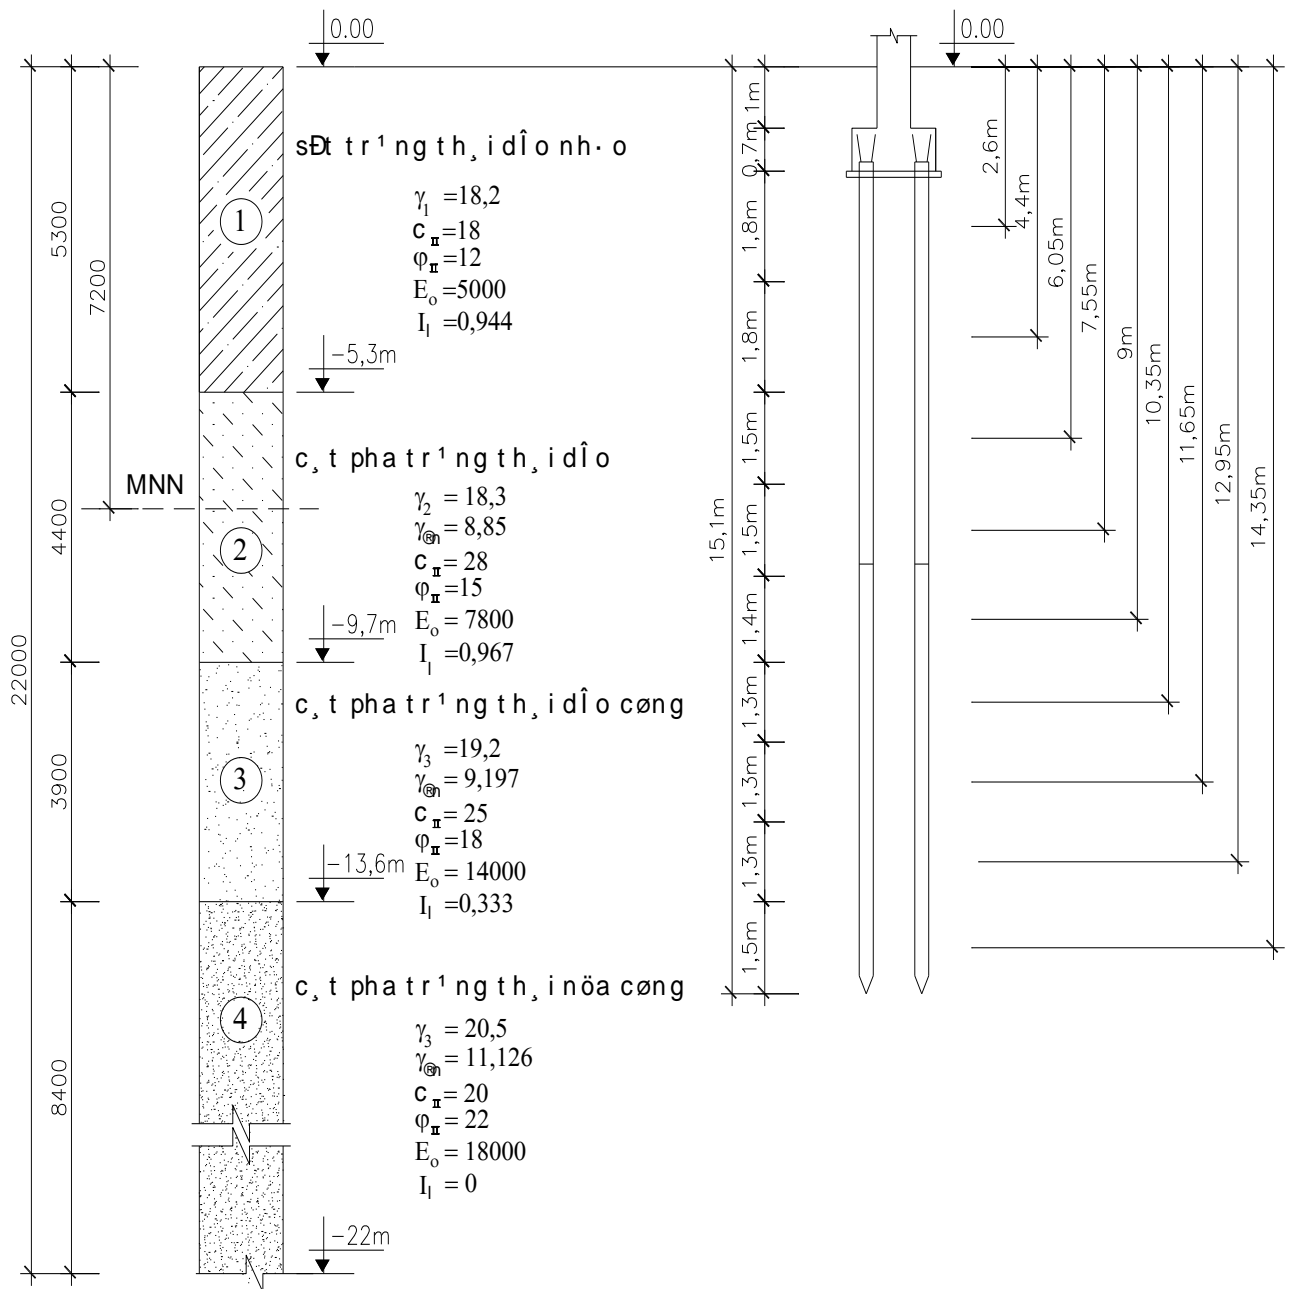 0.00
0.00
sÐt tr¹ng th¸i dÎo nh·o
γ1 =18,2
cII=18
φII=12
Eo=5000
Il=0,944
-5,3m
c¸t pha tr¹ng th¸i dÎo
MNN
γ2 = 18,3
γ®n= 8,85
cII= 28
φII=15
Eo= 7800
Il=0,967
-9,7m
c¸t pha tr¹ng th¸i dÎo cøng
γ3 =19,2
γ®n= 9,197
cII= 25
φII= 18
Eo= 14000
Il =0,333
-13,6m
c¸t pha tr¹ng th¸i nöa cøng
γ3 = 20,5
γ®n= 11,126
cII= 20
φII= 22
Eo= 18000
Il = 0
-22m
1
2
3
4
22000
5300
4400
3900
8400
7200
15,1m
1m
0,7m
1,8m
1,8m
1,5m
1,5m
1,4m
1,3m
1,3m
1,3m
1,5m
2,6m
4,4m
6,05m
7,55m
9m
10,35m
11,65m
12,95m
14,35m